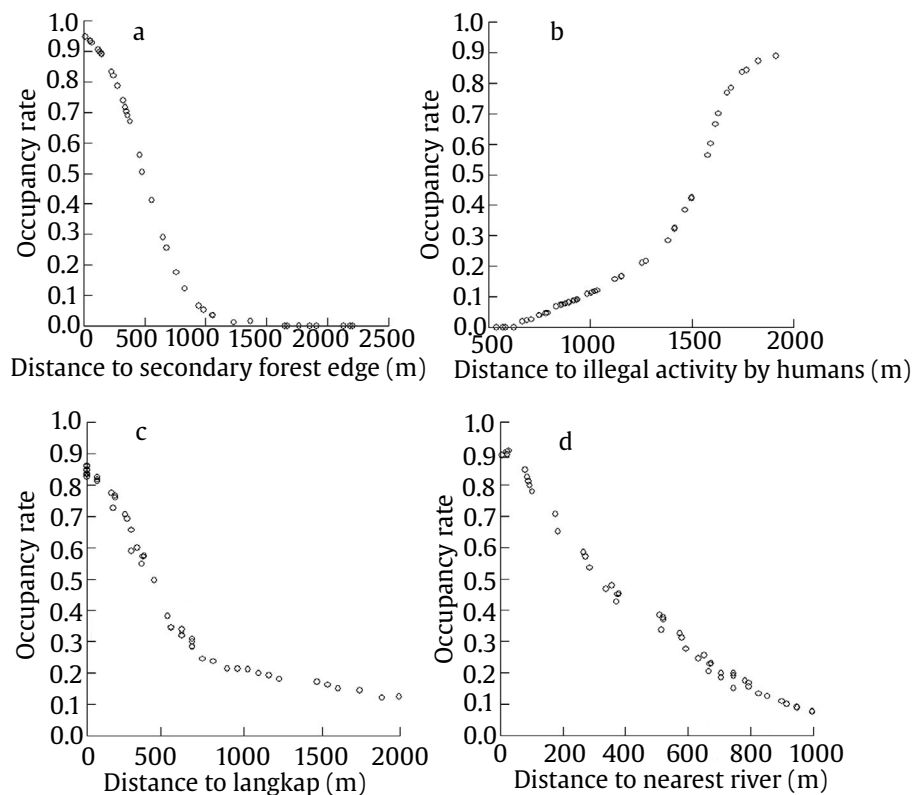 a
Occupancy rate
1.0
0.9
0.8
0.7
0.6
0.5
0.4
0.3
0.2
0.1
0.0
0 500 1000 1500 2000 2500
Distance to secondary forest edge (m)
b
Occupancy rate
1.0
0.9
0.8
0.7
0.6
0.5
0.4
0.3
0.2
0.1
0.0
500 1000 1500 2000
Distance to illegal activity by humans (m)
c
Occupancy rate
1.0
0.9
0.8
0.7
0.6
0.5
0.4
0.3
0.2
0.1
0.0
0 500 1000 1500 2000
Distance to langkap (m)
d
Occupancy rate
1.0
0.9
0.8
0.7
0.6
0.5
0.4
0.3
0.2
0.1
0.0
0 200 400 600 800 1000
Distance to nearest river (m)